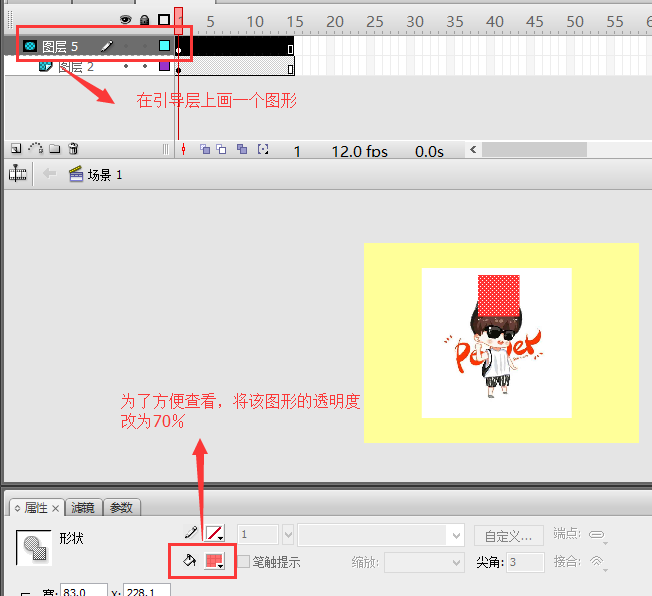 1 5 10 15 20 25 30 35 40 45 50 55 6
图层 5
图层 2
在引导层上画一个图形
1 12.0 fps 0.0s
场景 1
为了方便查看，将该图形的透明度
改为70%
属性 滤镜 参数
形状
1 自定义... 端点:
笔触提示 缩放: 尖角: 3 接合:
宽: 83.0 Y: 228.1